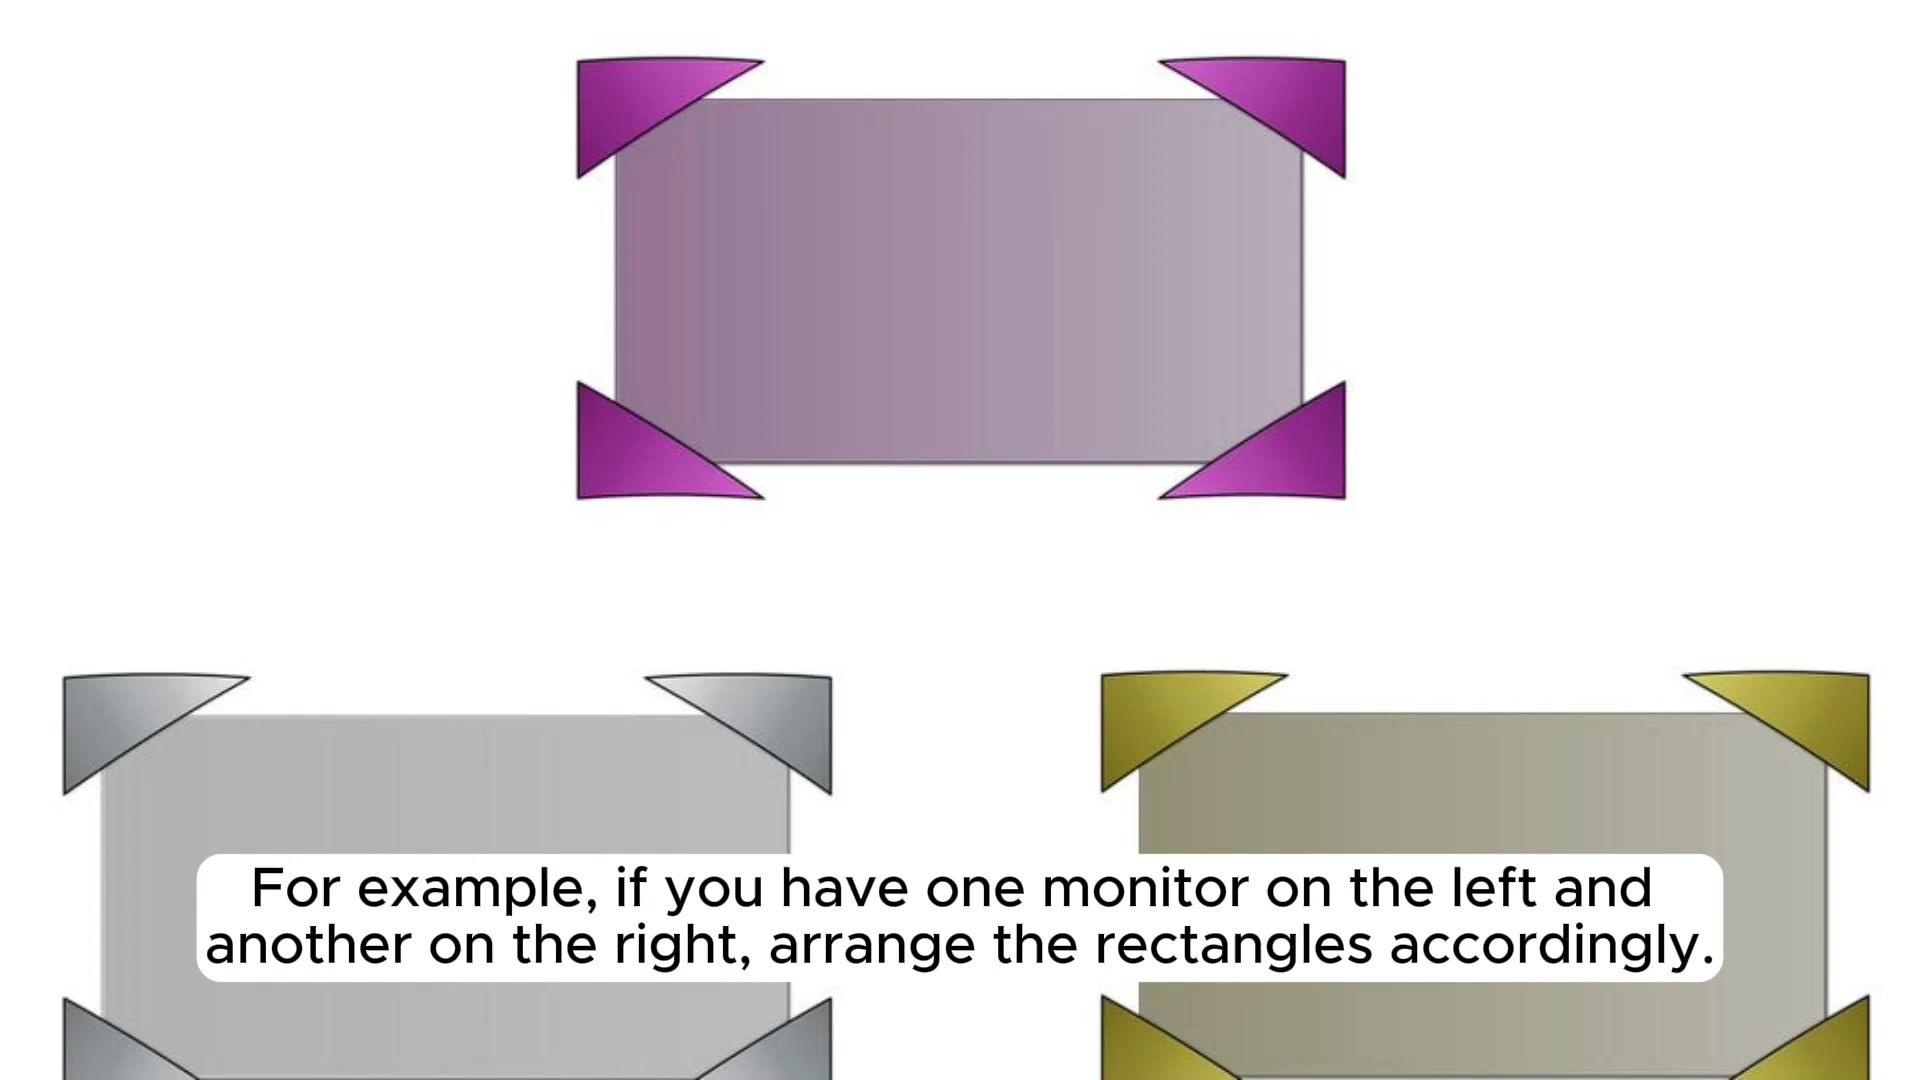 For example, if you have one monitor on the left and
another on the right, arrange the rectangles accordingly.